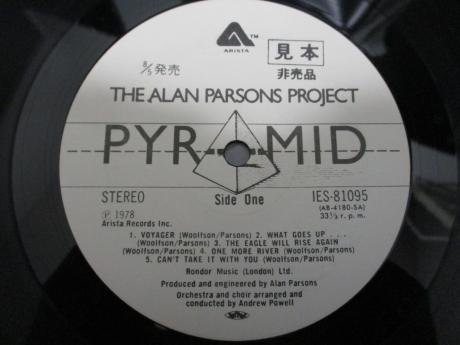 TM
ARISTA
見本
8/5発売
非売品
THE ALAN PARSONS PROJECT
PYRAMID
STEREO
Side One
IES-81095
(AB-4180-SA)
Ⓟ 1978
33⅓ r. p. m.
Arista Records Inc.
1. VOYAGER (Woolfson/Parsons) 2. WHAT GOES UP . . .
(Woolfson/Parsons) 3. THE EAGLE WILL RISE AGAIN
(Woolfson/Parsons) 4. ONE MORE RIVER (Woolfson/Parsons)
5. CAN'T TAKE IT WITH YOU (Woolfson/Parsons)
Rondor Music (London) Ltd.
Produced and engineered by Alan Parsons
Orchestra and choir arranged and
conducted by Andrew Powell